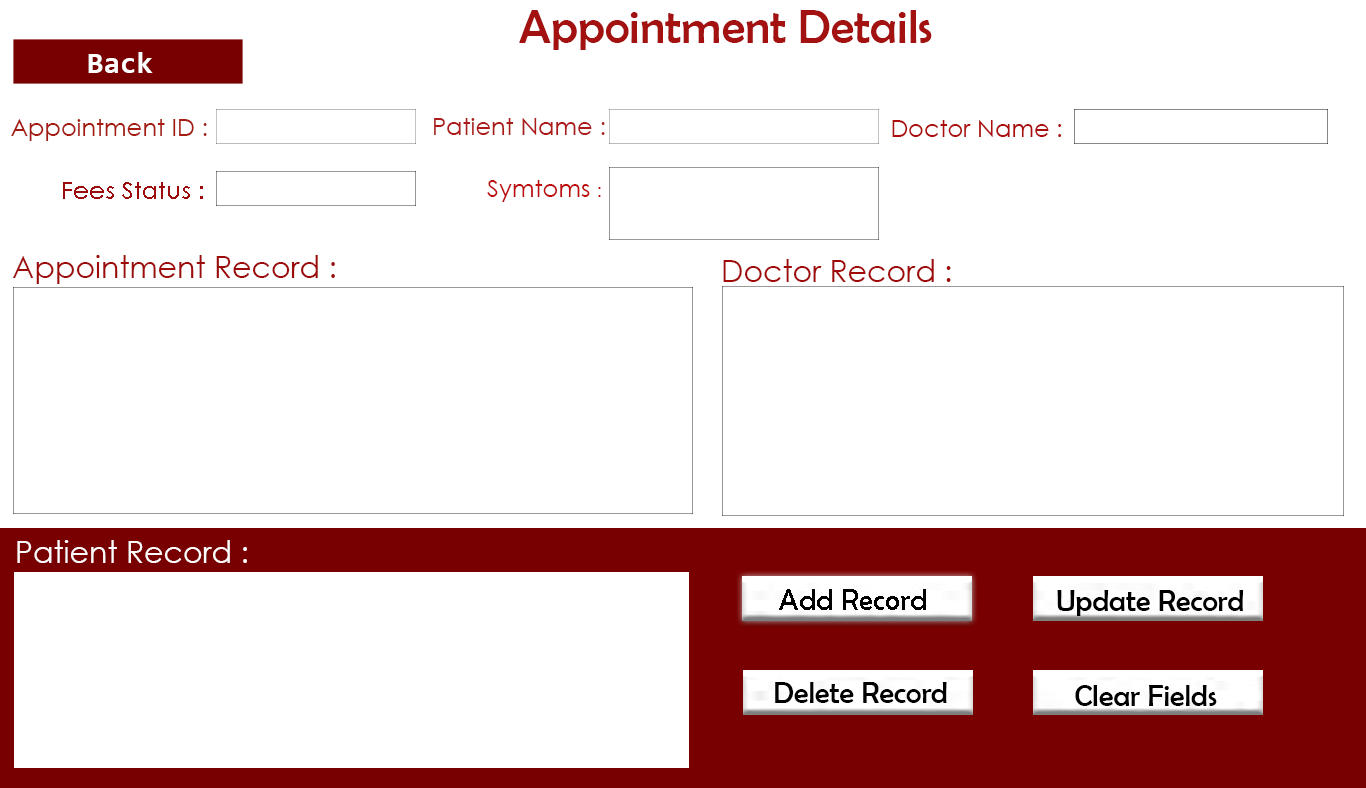 Appointment Details
Back
Appointment ID :
Patient Name :
Doctor Name :
Fees Status :
Symtoms :
Appointment Record :
Doctor Record :
Patient Record :
Add Record
Update Record
Delete Record
Clear Fields